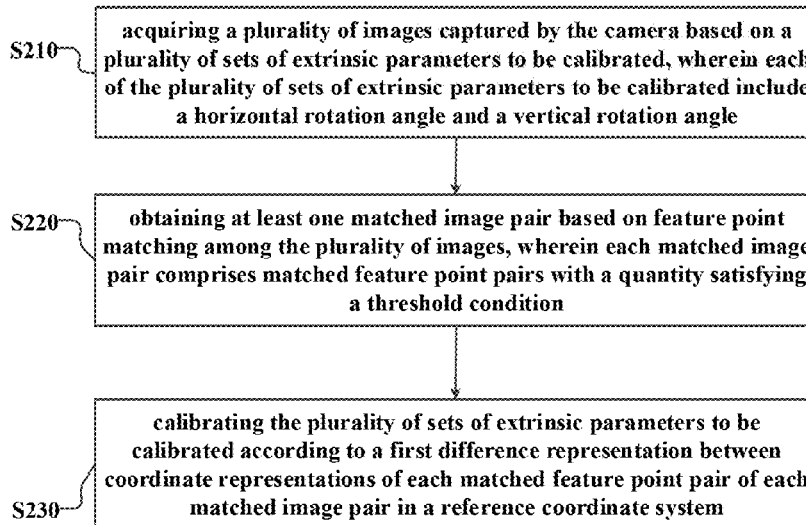 S210
acquiring a plurality of images captured by the camera based on a
plurality of sets of extrinsic parameters to be calibrated, wherein each
of the plurality of sets of extrinsic parameters to be calibrated include
a horizontal rotation angle and a vertical rotation angle
S220
obtaining at least one matched image pair based on feature point
matching among the plurality of images, wherein each matched image
pair comprises matched feature point pairs with a quantity satisfying
a threshold condition
S230
calibrating the plurality of sets of extrinsic parameters to be
calibrated according to a first difference representation between
coordinate representations of each matched feature point pair of each
matched image pair in a reference coordinate system